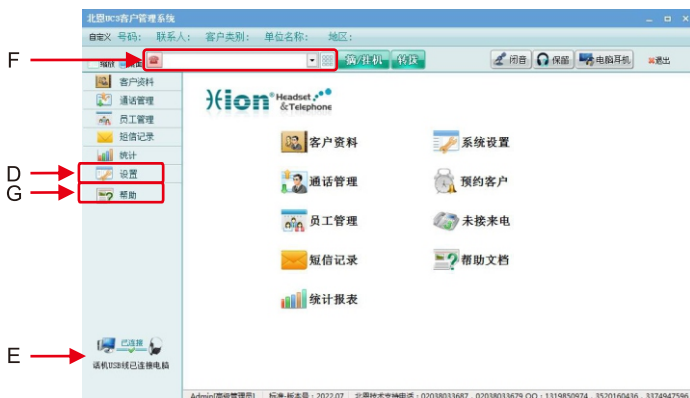 北恩UCS客户管理系统
自定义 号码: 联系人: 客户类别: 单位名称: 地区:
F
摘/挂机 转拨 闭音 保留 电脑耳机 退出
客户资料
通话管理
员工管理
短信记录
统计
D 设置
G 帮助
Hion® Headset & Telephone
客户资料 系统设置
通话管理 预约客户
员工管理 未接来电
短信记录 帮助文档
统计报表
E 已连接
话机USB线已连接电脑
Admin[高级管理员] 标准-版本号：2022.07 北恩技术支持电话：02038033687，02038033679 QQ：1319850974，3520160436，3374947596